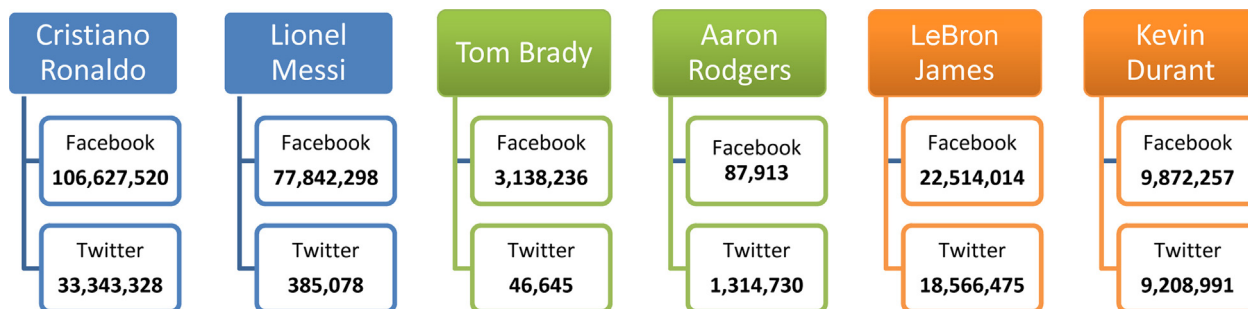 Cristiano
Ronaldo
Facebook
106,627,520
Twitter
33,343,328
Lionel
Messi
Facebook
77,842,298
Twitter
385,078
Tom Brady
Facebook
3,138,236
Twitter
46,645
Aaron
Rodgers
Facebook
87,913
Twitter
1,314,730
LeBron
James
Facebook
22,514,014
Twitter
18,566,475
Kevin
Durant
Facebook
9,872,257
Twitter
9,208,991